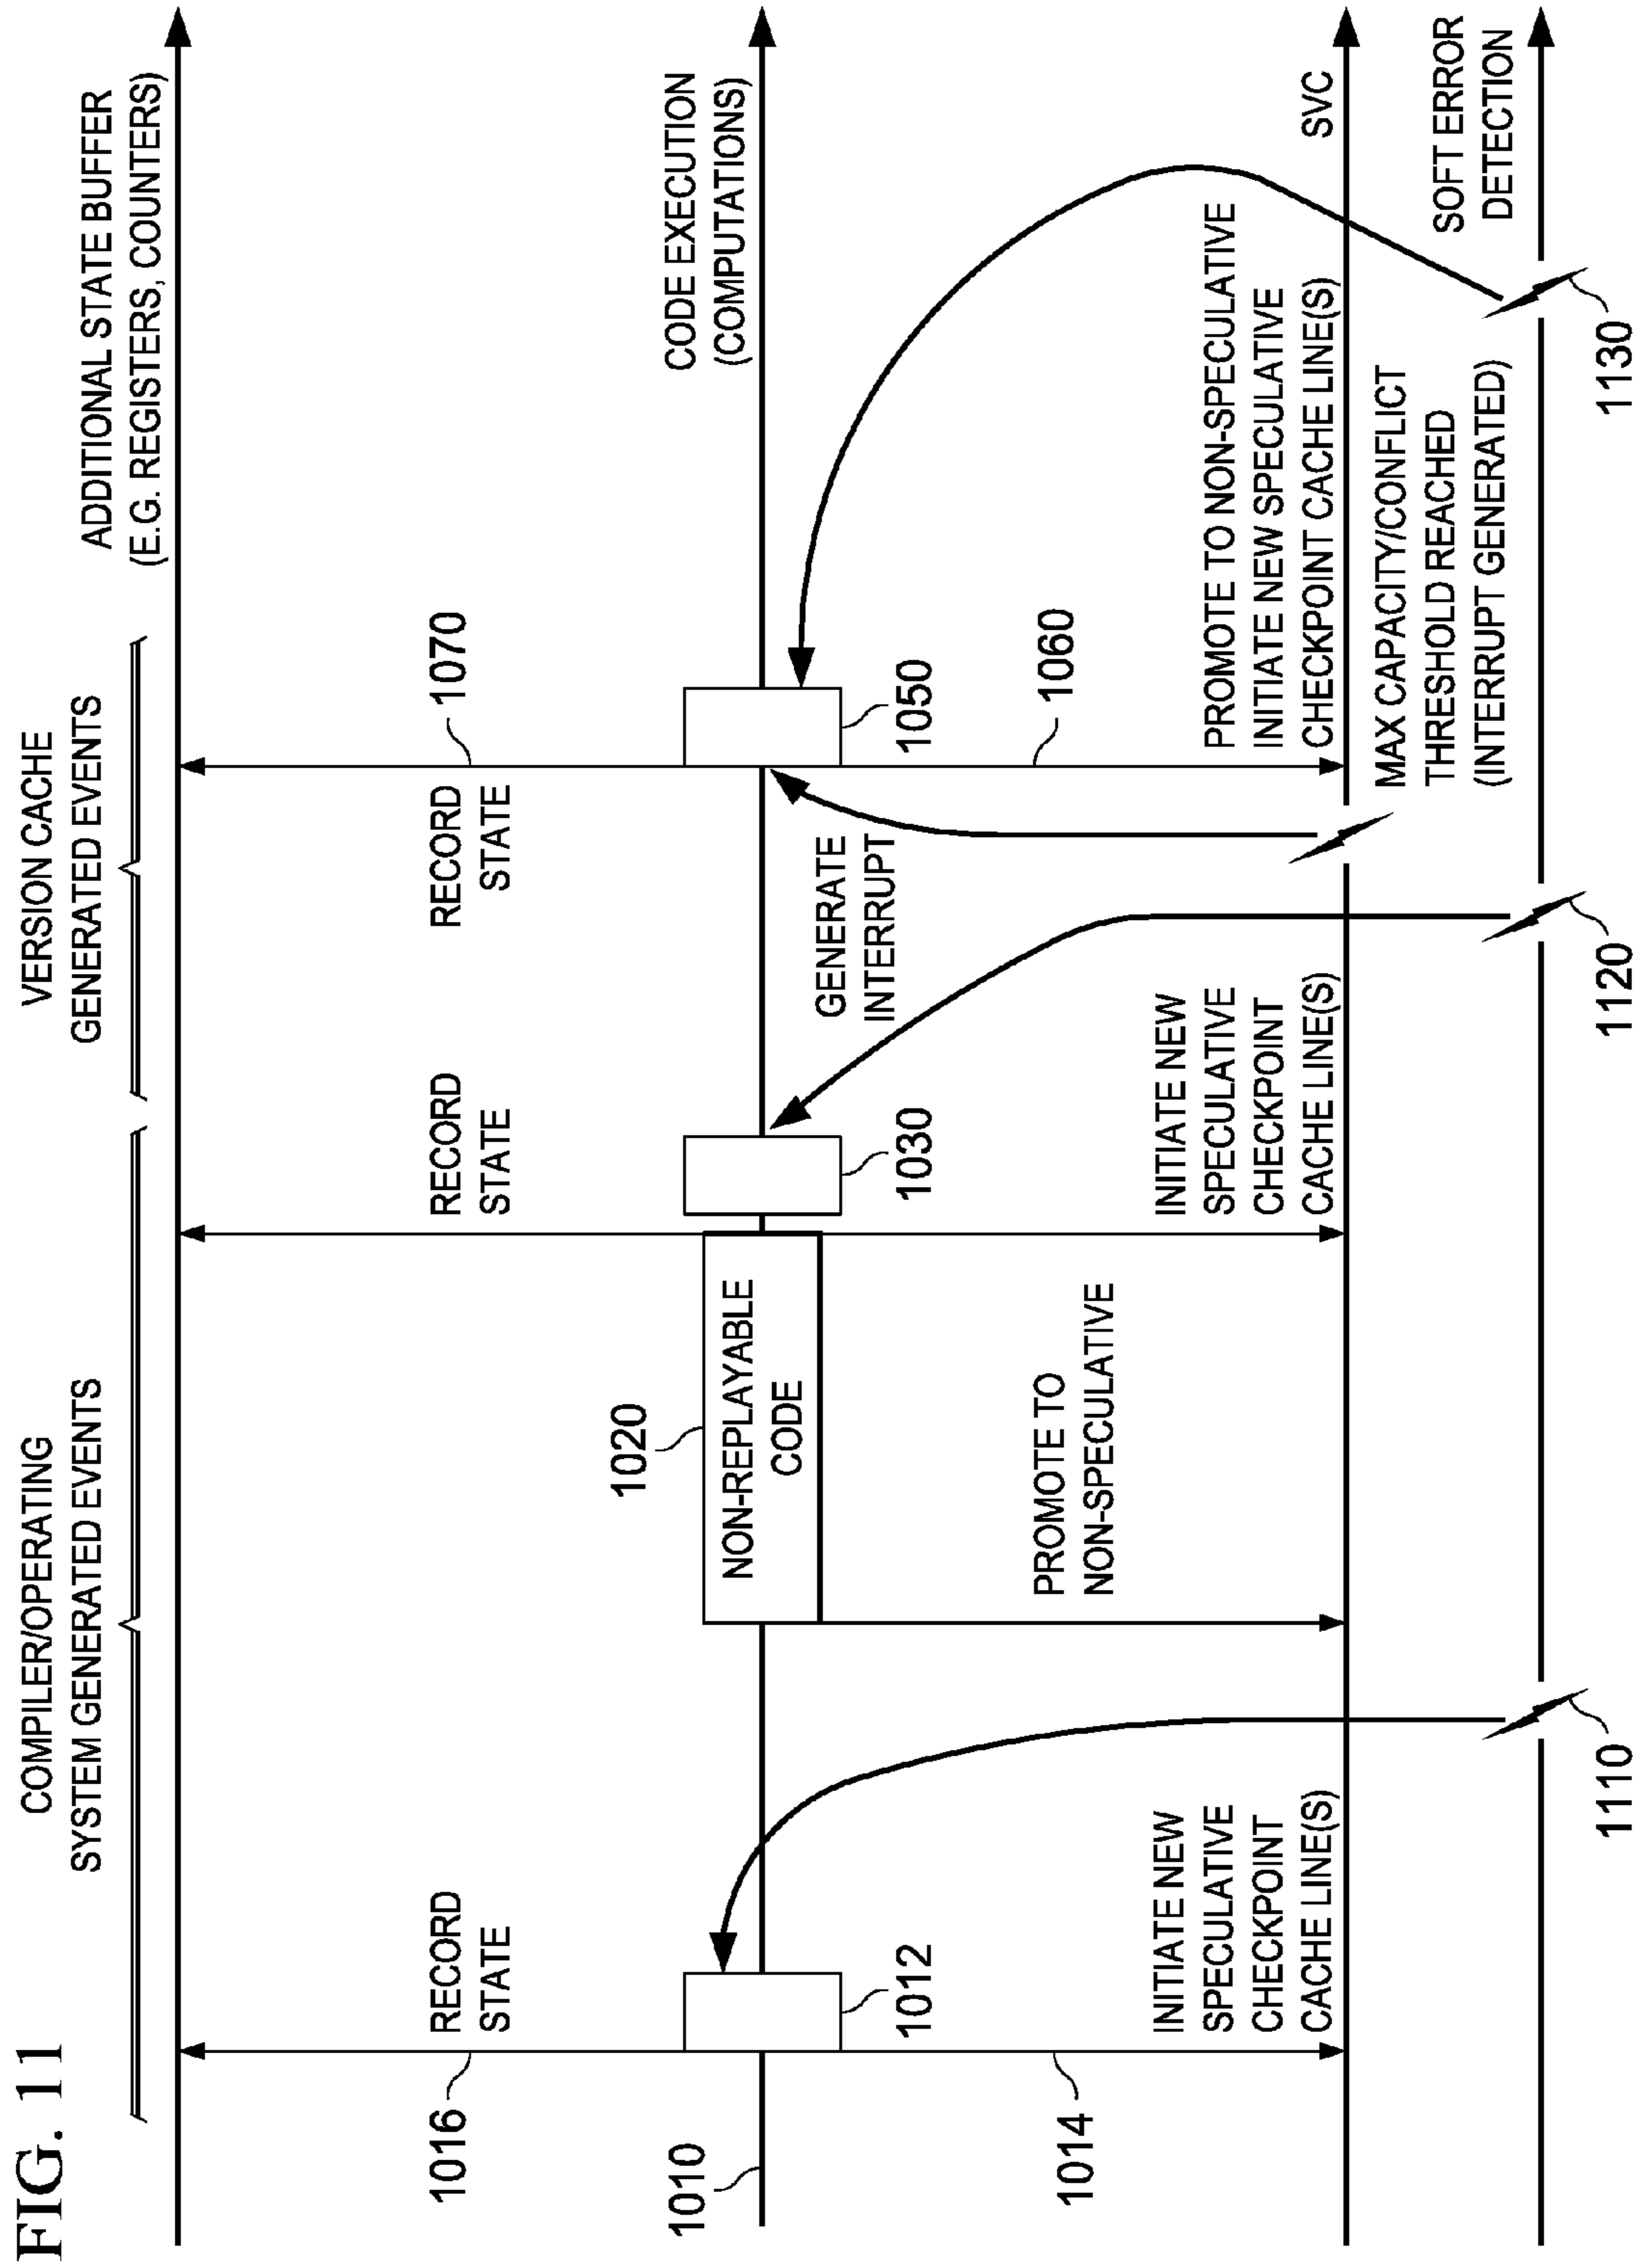 FIG. 11
COMPILER/OPERATING
SYSTEM GENERATED EVENTS
VERSION CACHE
GENERATED EVENTS
ADDITIONAL STATE BUFFER
(E.G. REGISTERS, COUNTERS)
1016
RECORD
STATE
RECORD
STATE
RECORD
STATE
1070
1010
1012
1020
NON-REPLAYABLE
CODE
1030
GENERATE
INTERRUPT
1050
CODE EXECUTION
(COMPUTATIONS)
1014
INITIATE NEW
SPECULATIVE
CHECKPOINT
CACHE LINE(S)
PROMOTE TO
NON-SPECULATIVE
INITIATE NEW
SPECULATIVE
CHECKPOINT
CACHE LINE(S)
1060
PROMOTE TO NON-SPECULATIVE
INITIATE NEW SPECULATIVE
CHECKPOINT CACHE LINE(S)
SVC
MAX CAPACITY/CONFLICT
THRESHOLD REACHED
(INTERRUPT GENERATED)
SOFT ERROR
DETECTION
1110
1120
1130